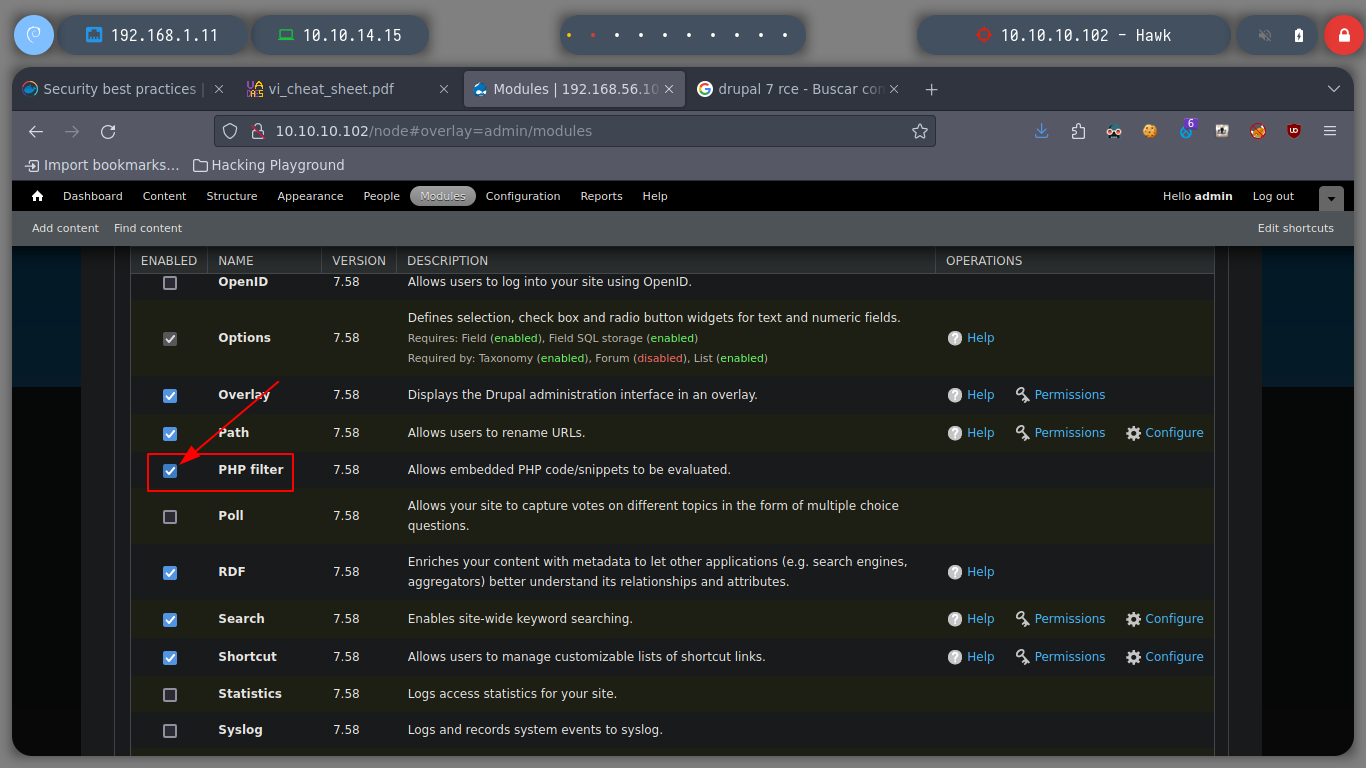 192.168.1.11
10.10.14.15
10.10.10.102 - Hawk
Security best practices |
vi_cheat_sheet.pdf
Modules | 192.168.56.10
drupal 7 rce - Buscar con
10.10.10.102/node#overlay=admin/modules
6
Import bookmarks...
Hacking Playground
Dashboard
Content
Structure
Appearance
People
Modules
Configuration
Reports
Help
Hello admin
Log out
Add content
Find content
Edit shortcuts
ENABLED
NAME
VERSION
DESCRIPTION
OPERATIONS
OpenID
7.58
Allows users to log into your site using OpenID.
Options
7.58
Defines selection, check box and radio button widgets for text and numeric fields.
Requires: Field (enabled), Field SQL storage (enabled)
Required by: Taxonomy (enabled), Forum (disabled), List (enabled)
Help
Overlay
7.58
Displays the Drupal administration interface in an overlay.
Help
Permissions
Path
7.58
Allows users to rename URLs.
Help
Permissions
Configure
PHP filter
7.58
Allows embedded PHP code/snippets to be evaluated.
Poll
7.58
Allows your site to capture votes on different topics in the form of multiple choice
questions.
RDF
7.58
Enriches your content with metadata to let other applications (e.g. search engines,
aggregators) better understand its relationships and attributes.
Help
Search
7.58
Enables site-wide keyword searching.
Help
Permissions
Configure
Shortcut
7.58
Allows users to manage customizable lists of shortcut links.
Help
Permissions
Configure
Statistics
7.58
Logs access statistics for your site.
Syslog
7.58
Logs and records system events to syslog.